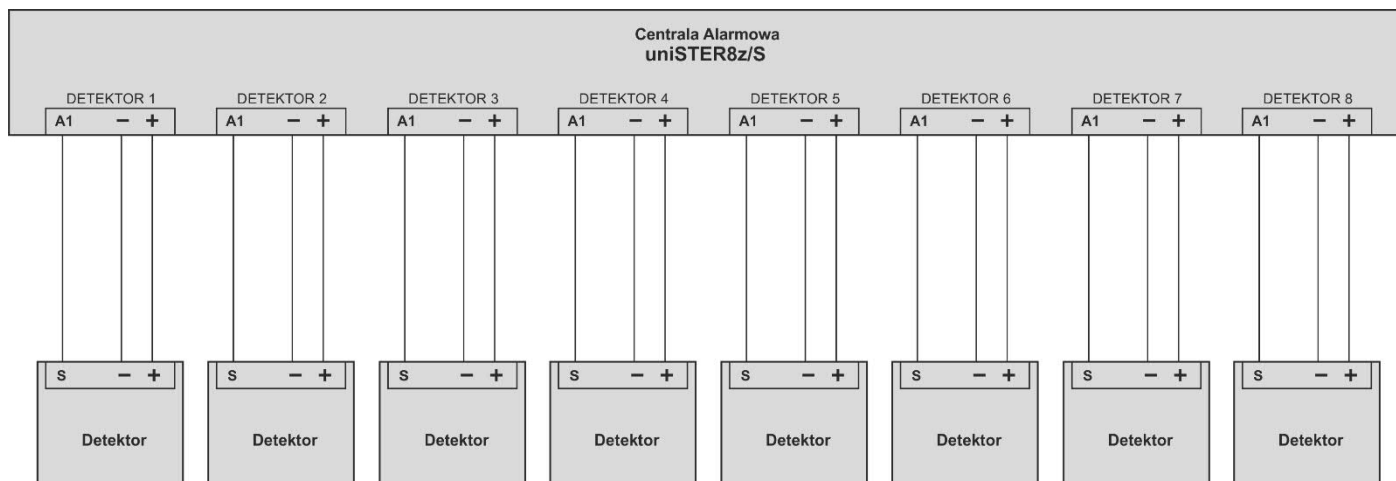 Centrala Alarmowa
uniSTER8z/S
DETEKTOR 1 DETEKTOR 2 DETEKTOR 3 DETEKTOR 4 DETEKTOR 5 DETEKTOR 6 DETEKTOR 7 DETEKTOR 8
A1 − + A1 − + A1 − + A1 − + A1 − + A1 − + A1 − + A1 − +
S − + S − + S − + S − + S − + S − + S − + S − +
Detektor Detektor Detektor Detektor Detektor Detektor Detektor Detektor